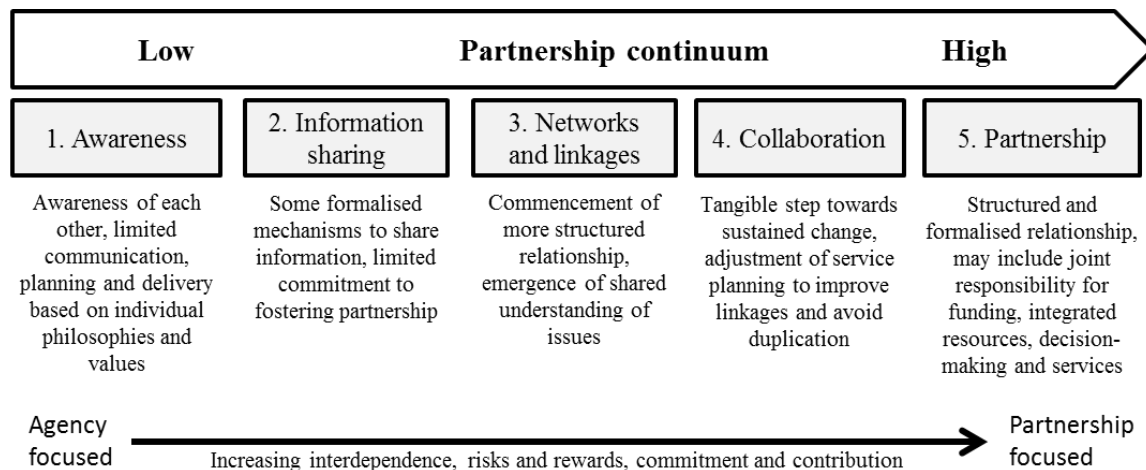 Low Partnership continuum High
1. Awareness
2. Information
sharing
3. Networks
and linkages
4. Collaboration
5. Partnership
Awareness of each
other, limited
communication,
planning and delivery
based on individual
philosophies and
values
Some formalised
mechanisms to share
information, limited
commitment to
fostering partnership
Commencement of
more structured
relationship,
emergence of shared
understanding of
issues
Tangible step towards
sustained change,
adjustment of service
planning to improve
linkages and avoid
duplication
Structured and
formalised relationship,
may include joint
responsibility for
funding, integrated
resources, decision-
making and services
Agency
focused
Increasing interdependence, risks and rewards, commitment and contribution
Partnership
focused